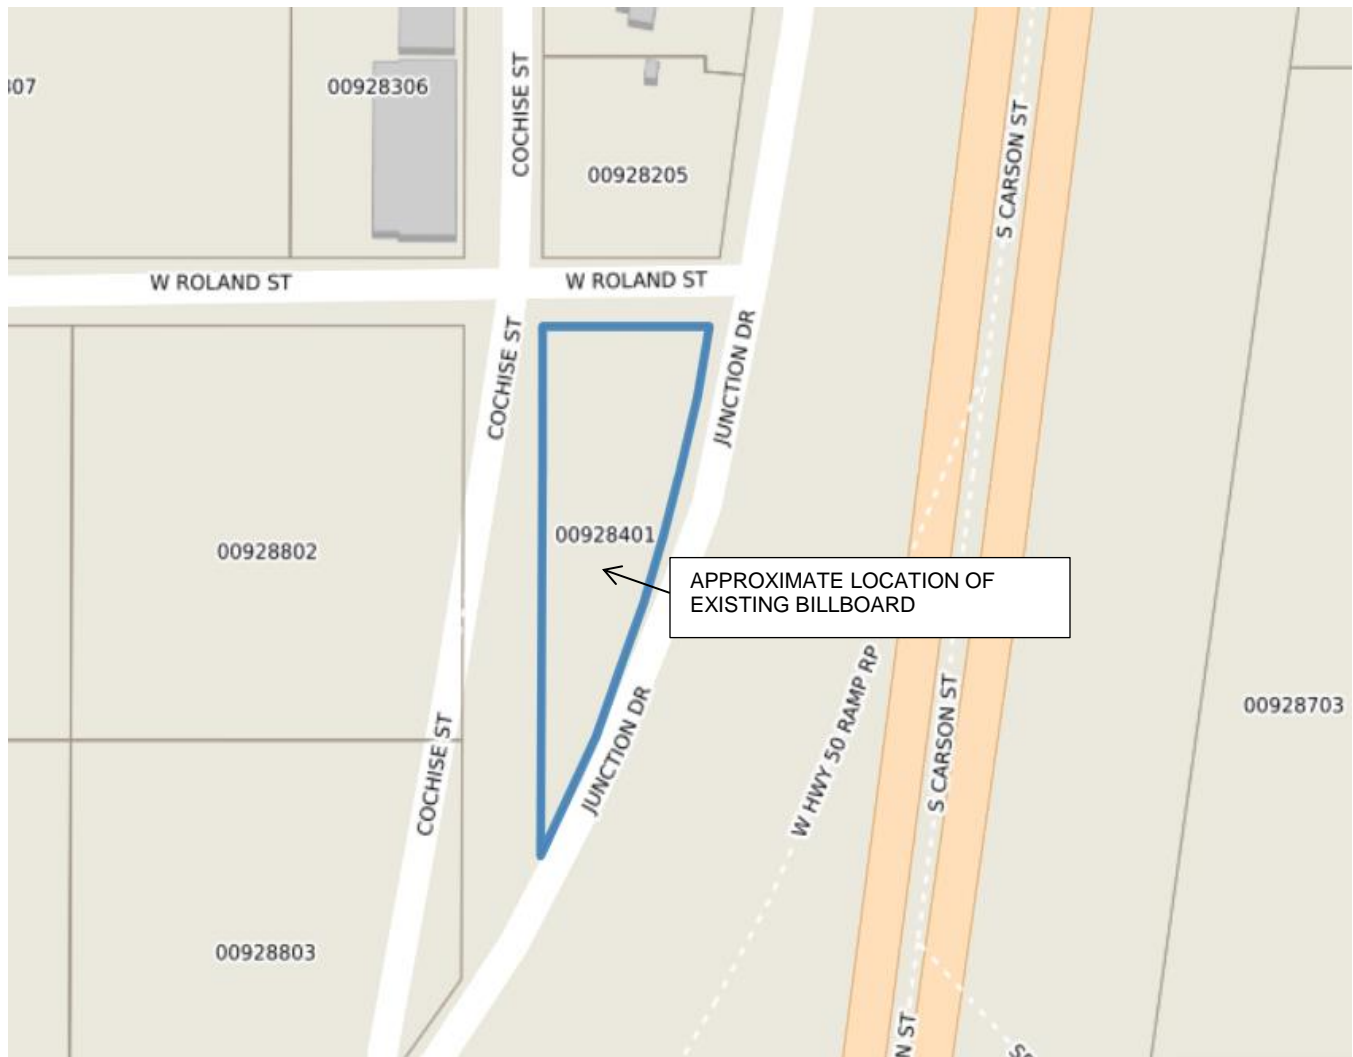 307
00928306
COCHISE ST
00928205
S CARSON ST
W ROLAND ST
W ROLAND ST
COCHISE ST
JUNCTION DR
00928802
00928401
APPROXIMATE LOCATION OF
EXISTING BILLBOARD
W HWY 50 RAMP RP
S CARSON ST
00928703
JUNCTION DR
COCHISE ST
00928803
N ST